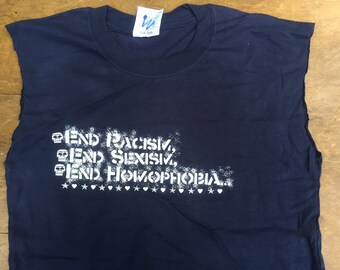 End Racism,
End Sexism,
End Homophobia.